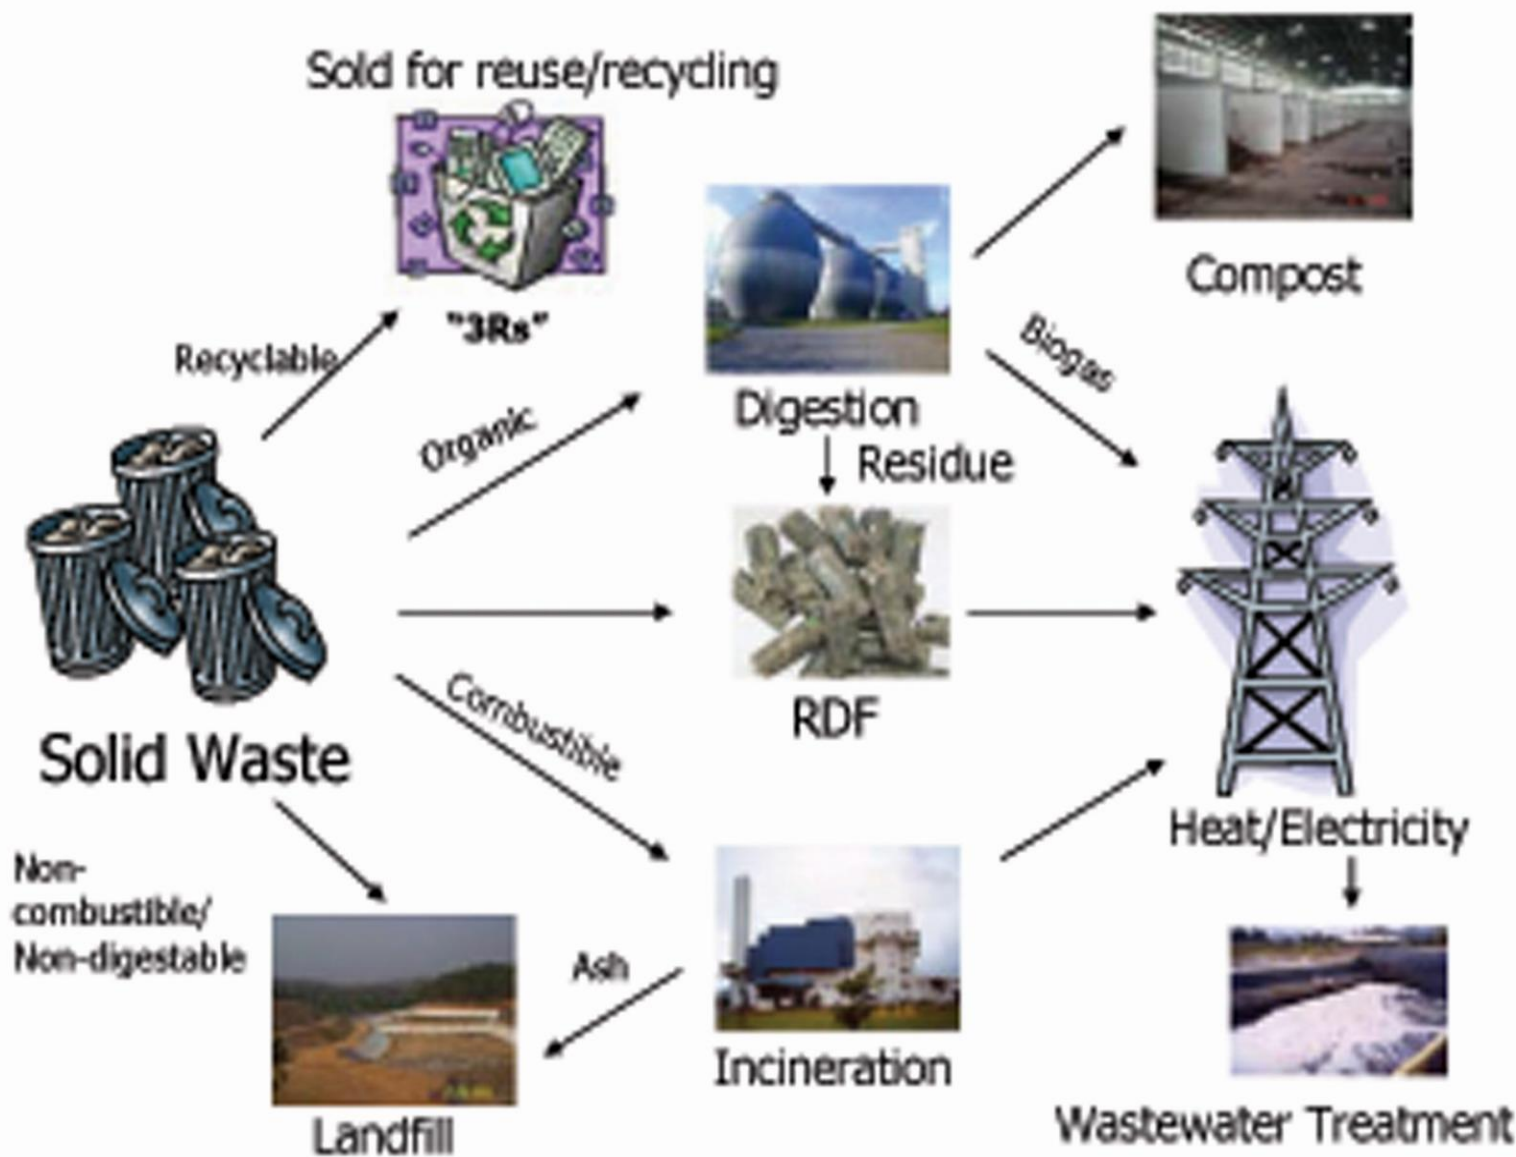 Sold for reuse/recycling
"3Rs"
Recyclable
Organic
Digestion
Residue
Compost
Biogas
RDF
Solid Waste
Combustible
Heat/Electricity
Non-
combustible/
Non-digestable
Ash
Incineration
Landfill
Wastewater Treatment